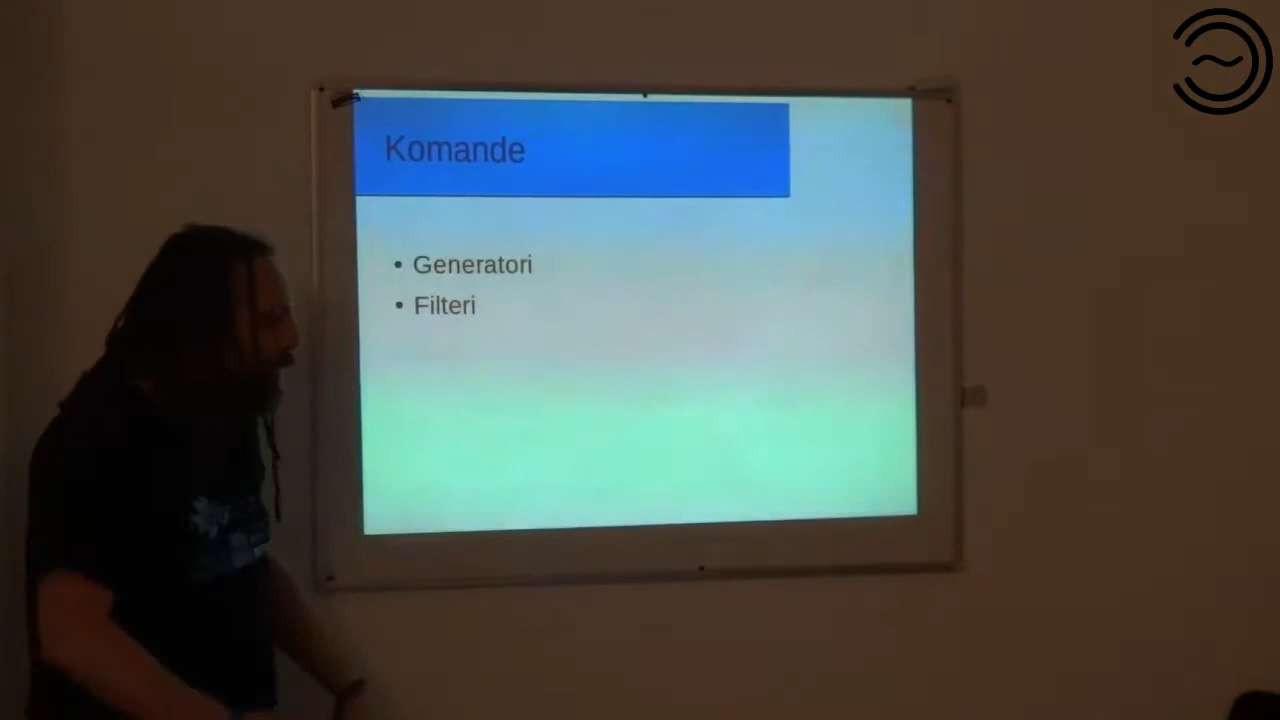 Komande
• Generatori
• Filteri